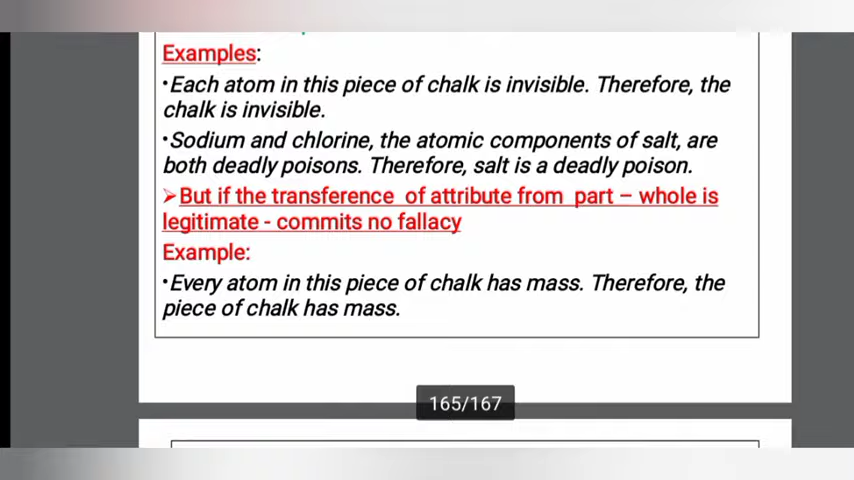 Examples:
•Each atom in this piece of chalk is invisible. Therefore, the
chalk is invisible.
•Sodium and chlorine, the atomic components of salt, are
both deadly poisons. Therefore, salt is a deadly poison.
➢But if the transference of attribute from part – whole is
legitimate - commits no fallacy
Example:
•Every atom in this piece of chalk has mass. Therefore, the
piece of chalk has mass.
165/167